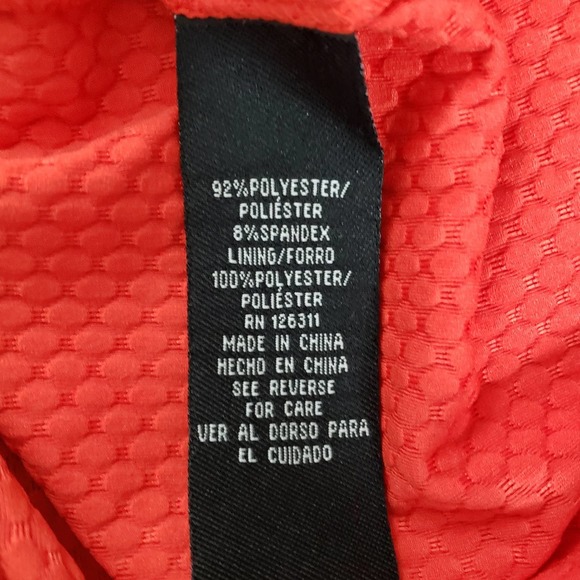 92%POLYESTER/
POLIÉSTER
8%SPANDEX
LINING/FORRO
100%POLYESTER/
POLIÉSTER
RN 126311
MADE IN CHINA
HECHO EN CHINA
SEE REVERSE
FOR CARE
VER AL DORSO PARA
EL CUIDADO